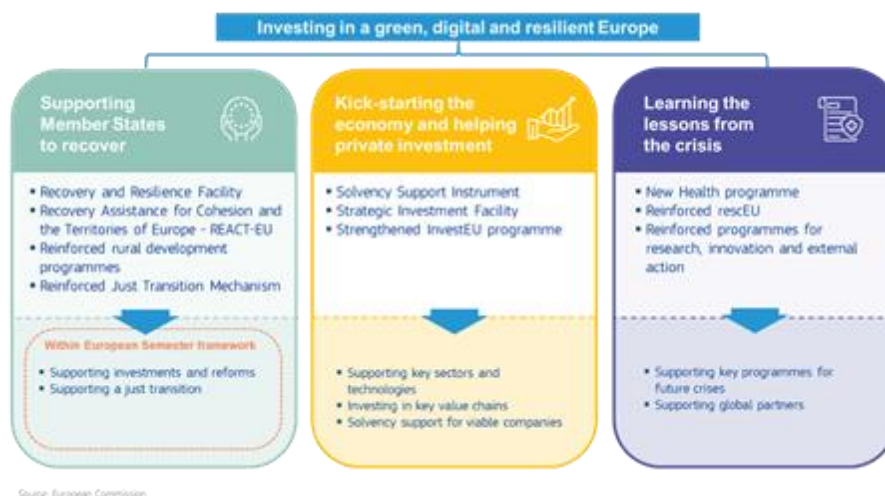 Investing in a green, digital and resilient Europe
Supporting
Member States
to recover
▪ Recovery and Resilience Facility
▪ Recovery Assistance for Cohesion and
the Territories of Europe - REACT-EU
▪ Reinforced rural development
programmes
▪ Reinforced Just Transition Mechanism
Within European Semester framework
▪ Supporting investments and reforms
▪ Supporting a just transition
Kick-starting the
economy and helping
private investment
▪ Solvency Support Instrument
▪ Strategic Investment Facility
▪ Strengthened InvestEU programme
▪ Supporting key sectors and
technologies
▪ Investing in key value chains
▪ Solvency support for viable companies
Learning the
lessons from
the crisis
▪ New Health programme
▪ Reinforced rescEU
▪ Reinforced programmes for
research, innovation and external
action
▪ Supporting key programmes for
future crises
▪ Supporting global partners
Source: European Commission